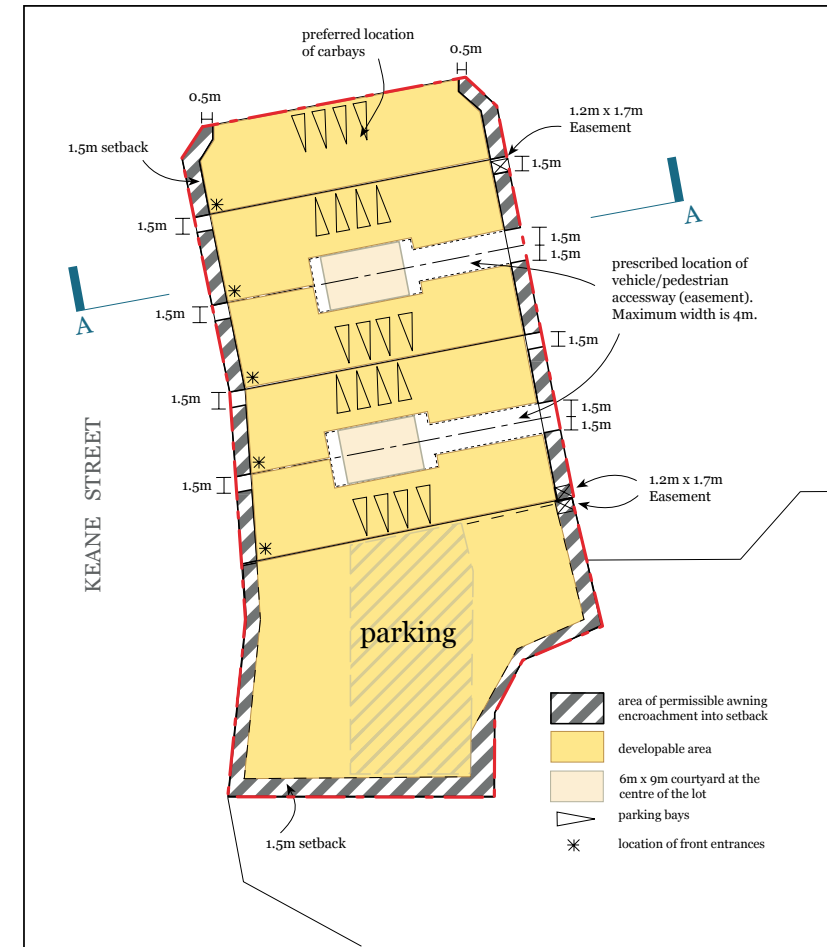 preferred location
of carbays
0.5m
0.5m
1.2m x 1.7m
Easement
1.5m setback
1.5m
1.5m
A
1.5m
1.5m
prescribed location of
vehicle/pedestrian
accessway (easement).
Maximum width is 4m.
A
1.5m
1.5m
1.5m
1.5m
1.5m
1.5m
1.2m x 1.7m
Easement
KEANE STREET
parking
area of permissible awning
encroachment into setback
developable area
6m x 9m courtyard at the
centre of the lot
parking bays
1.5m setback
location of front entrances